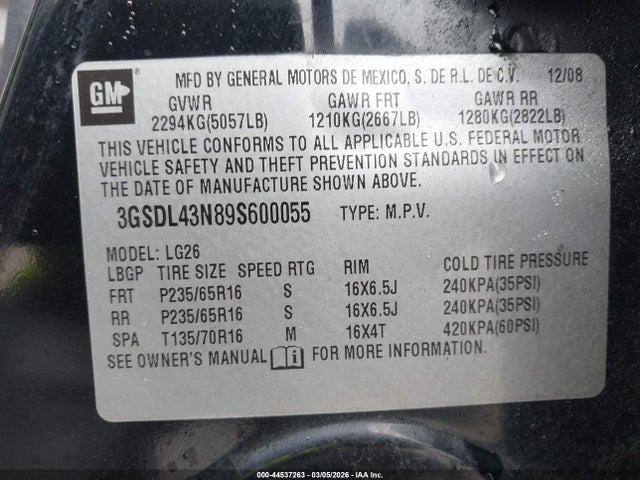 GM
MFD BY GENERAL MOTORS DE MEXICO, S. DE R.L. DE C.V. 12/08
GVWR GAWR FRT GAWR RR
2294KG(5057LB) 1210KG(2667LB) 1280KG(2822LB)
THIS VEHICLE CONFORMS TO ALL APPLICABLE U.S. FEDERAL MOTOR
VEHICLE SAFETY AND THEFT PREVENTION STANDARDS IN EFFECT ON
THE DATE OF MANUFACTURE SHOWN ABOVE.
3GSDL43N89S600055 TYPE: M.P.V.
MODEL: LG26
LBGP TIRE SIZE SPEED RTG RIM COLD TIRE PRESSURE
FRT P235/65R16 S 16X6.5J 240KPA(35PSI)
RR P235/65R16 S 16X6.5J 240KPA(35PSI)
SPA T135/70R16 M 16X4T 420KPA(60PSI)
SEE OWNER'S MANUAL i FOR MORE INFORMATION.
000-44537263 - 03/05/2026 - IAA Inc.